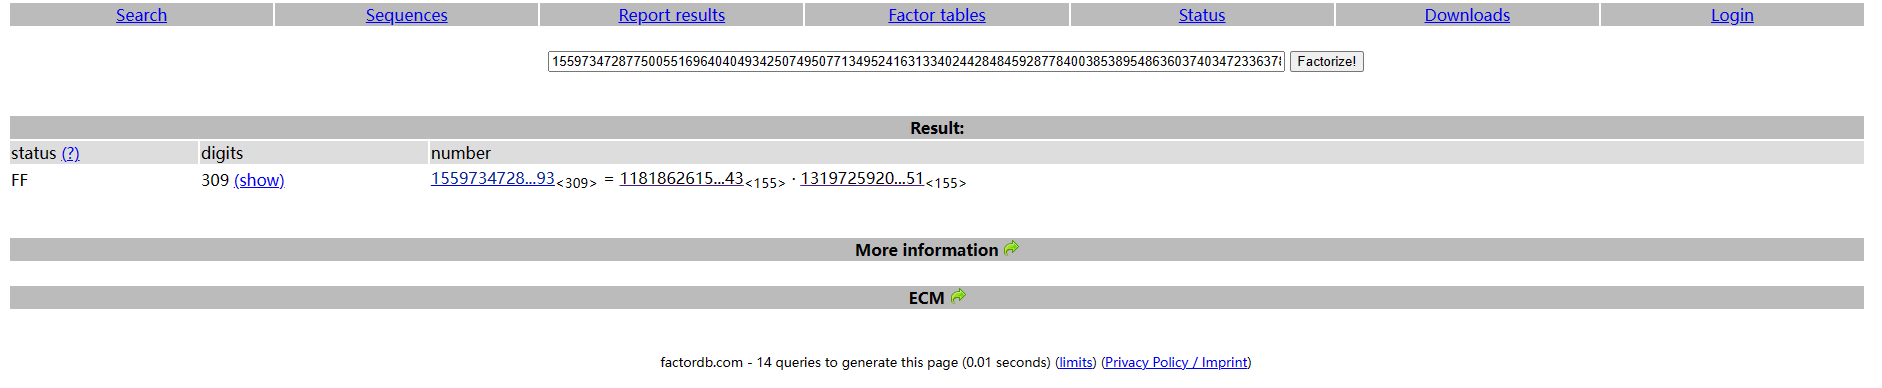 Search Sequences Report results Factor tables Status Downloads Login
155973472877500551696404049342507495077134952416313340244284845928778400385389548636037403472336378 Factorize!
Result:
status (?) digits number
FF 309 (show) 1559734728...93<309> = 1181862615...43<155> · 1319725920...51<155>
More information
ECM
factordb.com - 14 queries to generate this page (0.01 seconds) (limits) (Privacy Policy / Imprint)